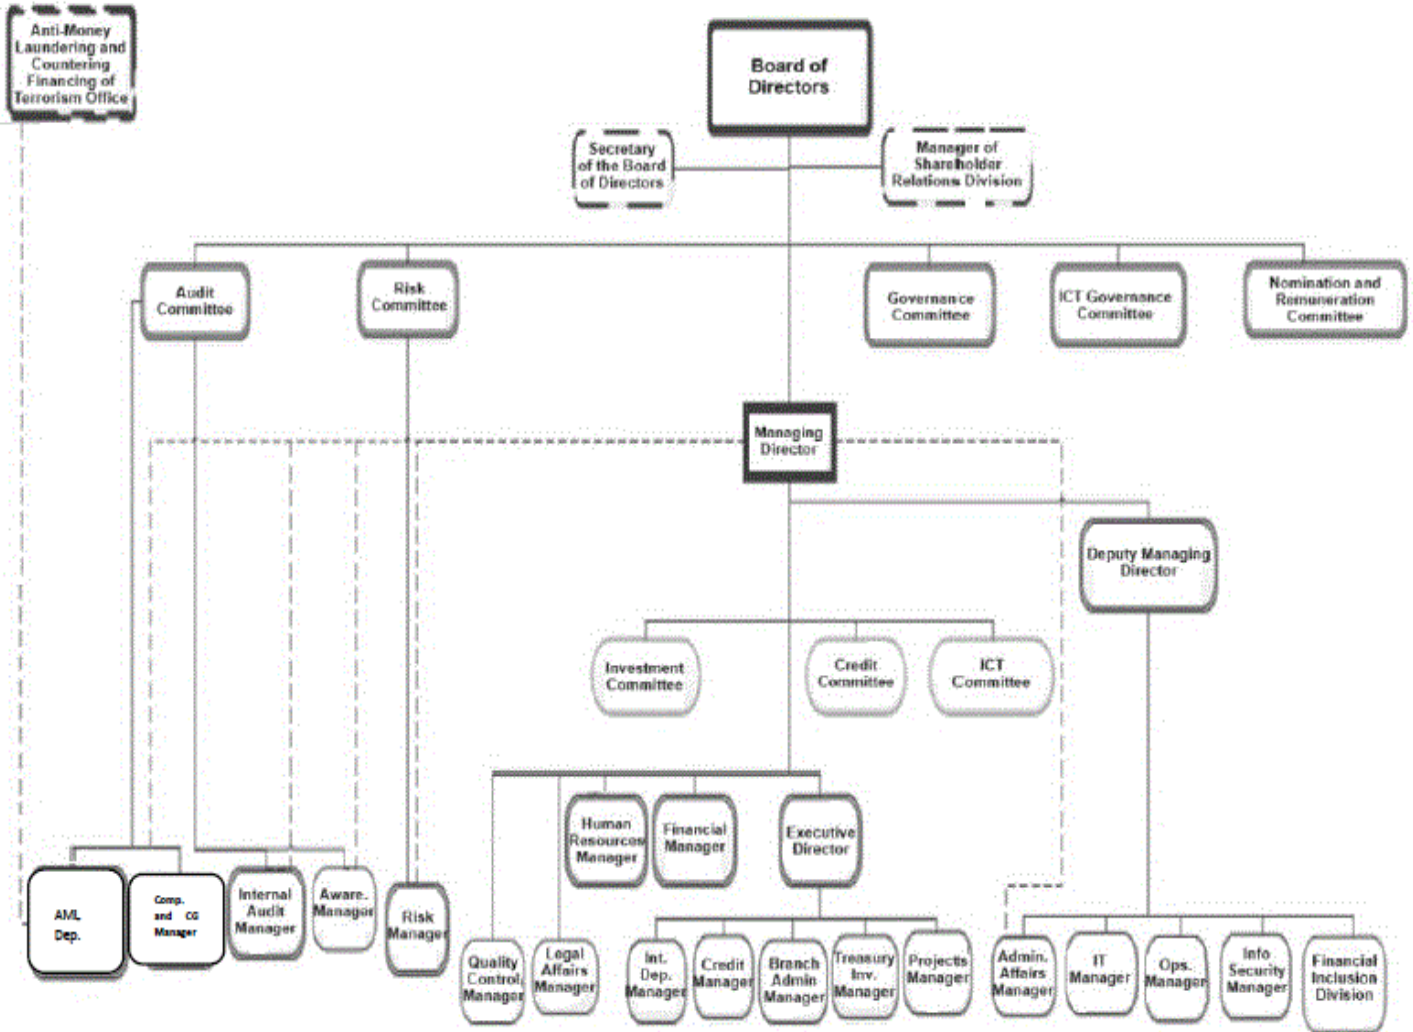 Anti-Money
Laundering and
Countering
Financing of
Terrorism Office
Board of
Directors
Secretary
of the Board
of Directors
Manager of
Shareholder
Relations Division
Audit
Committee
Risk
Committee
Governance
Committee
ICT Governance
Committee
Nomination and
Remuneration
Committee
Managing
Director
Deputy Managing
Director
Investment
Committee
Credit
Committee
ICT
Committee
Human
Resources
Manager
Financial
Manager
Executive
Director
AML
Dep.
Comp.
and CG
Manager
Internal
Audit
Manager
Aware.
Manager
Risk
Manager
Quality
Control
Manager
Legal
Affairs
Manager
Int.
Dep.
Manager
Credit
Manager
Branch
Admin
Manager
Treasury
Inv.
Manager
Projects
Manager
Admin.
Affairs
Manager
IT
Manager
Ops.
Manager
Info
Security
Manager
Financial
Inclusion
Division